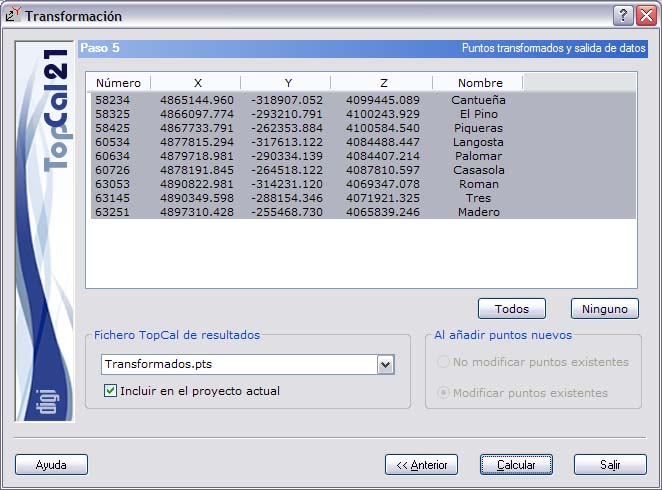 Transformación
TopCal 21
digi
Paso 5
Puntos transformados y salida de datos
Número X Y Z Nombre
58234 4865144.960 -318907.052 4099445.089 Cantueña
58325 4866097.774 -293210.791 4100243.929 El Pino
58425 4867733.791 -262353.884 4100584.540 Piqueras
60534 4877815.294 -317613.122 4084488.447 Langosta
60634 4879718.981 -290334.139 4084407.214 Palomar
60726 4878191.845 -264518.122 4087810.597 Casasola
63053 4890822.981 -314231.120 4069347.078 Roman
63145 4890349.598 -288154.346 4071921.325 Tres
63251 4897310.428 -255468.730 4065839.246 Madero
Todos
Ninguno
Fichero TopCal de resultados
Transformados.pts
Incluir en el proyecto actual
Al añadir puntos nuevos
No modificar puntos existentes
Modificar puntos existentes
Ayuda
<< Anterior
Calcular
Salir